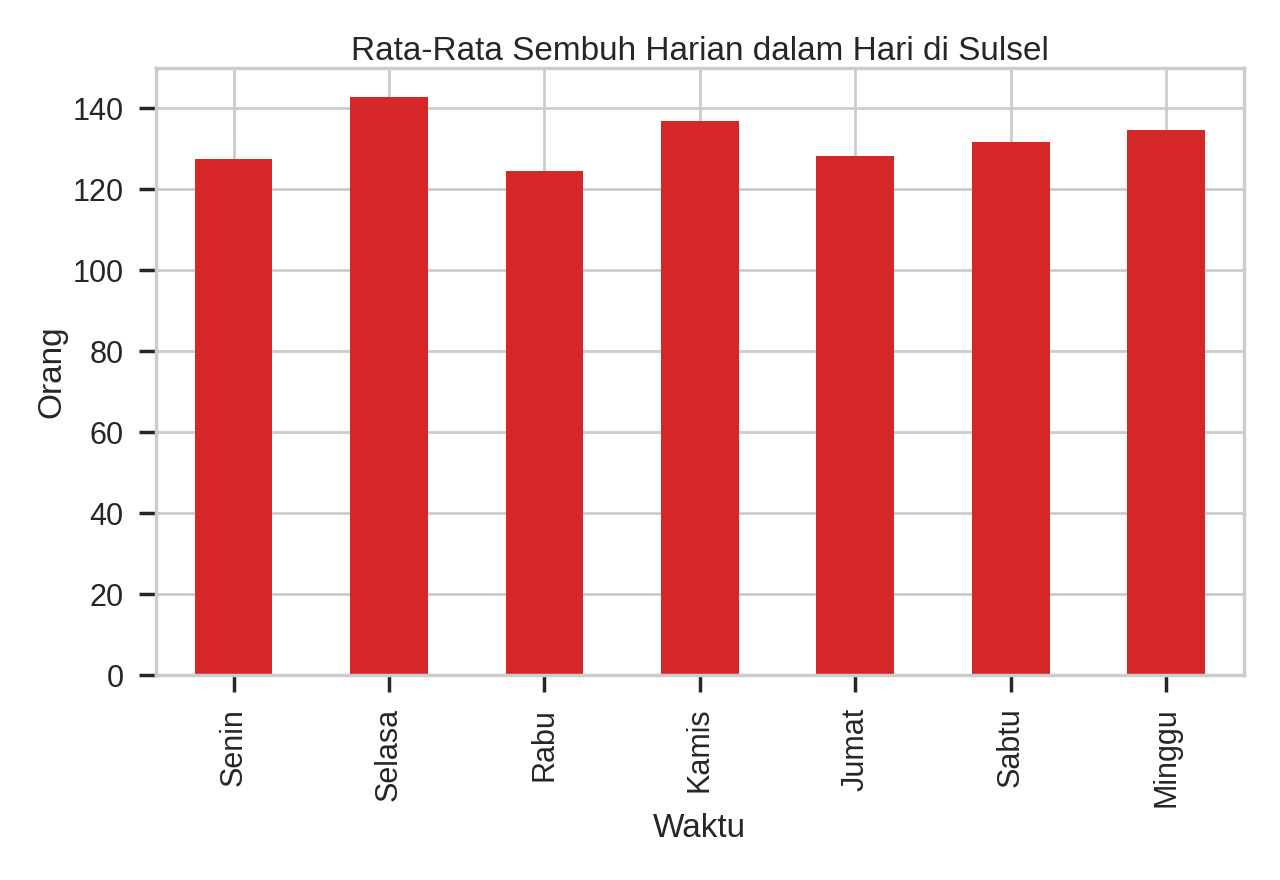 Rata-Rata Sembuh Harian dalam Hari di Sulsel
Orang
140
120
100
80
60
40
20
0
Senin
Selasa
Rabu
Kamis
Jumat
Sabtu
Minggu
Waktu